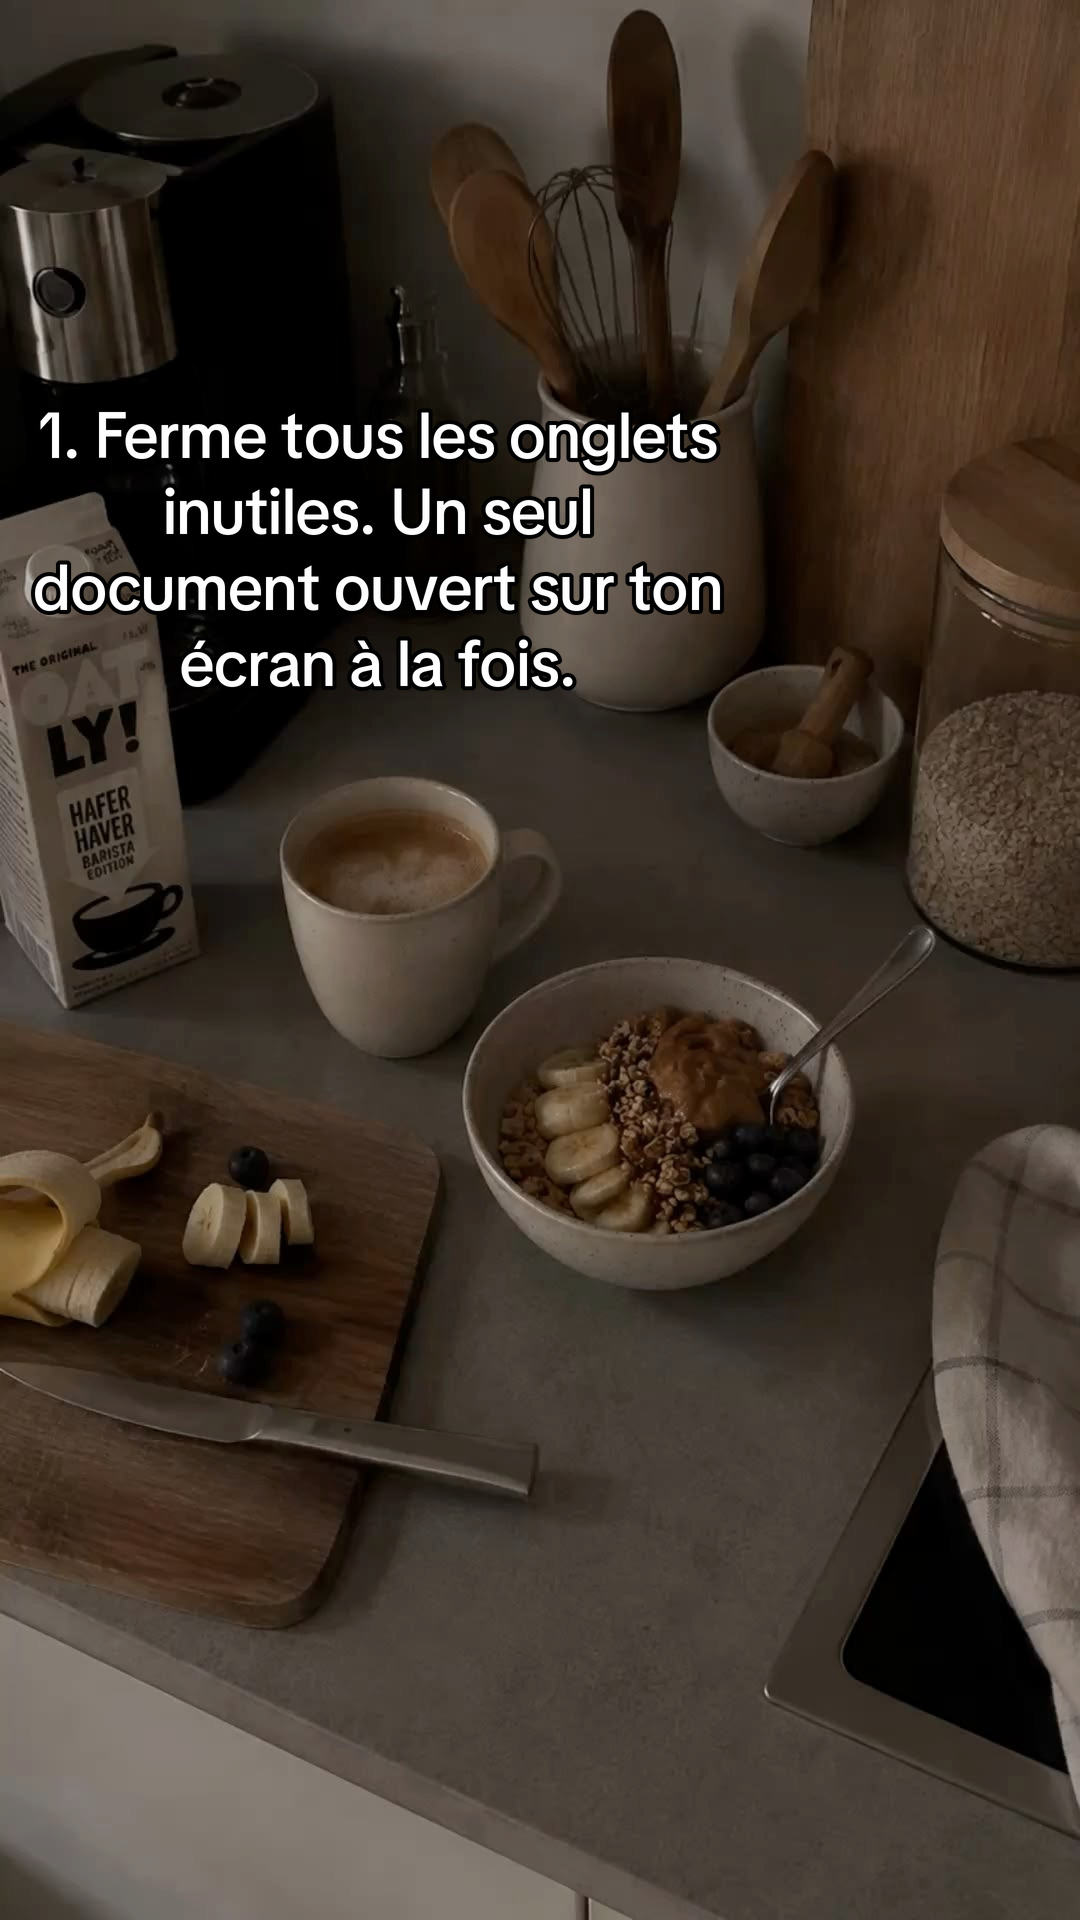 1. Ferme tous les onglets
inutiles. Un seul
document ouvert sur ton
écran à la fois.
THE ORIGINAL
OAT
LY!
HAFER
HAVER
BARISTA
EDITION